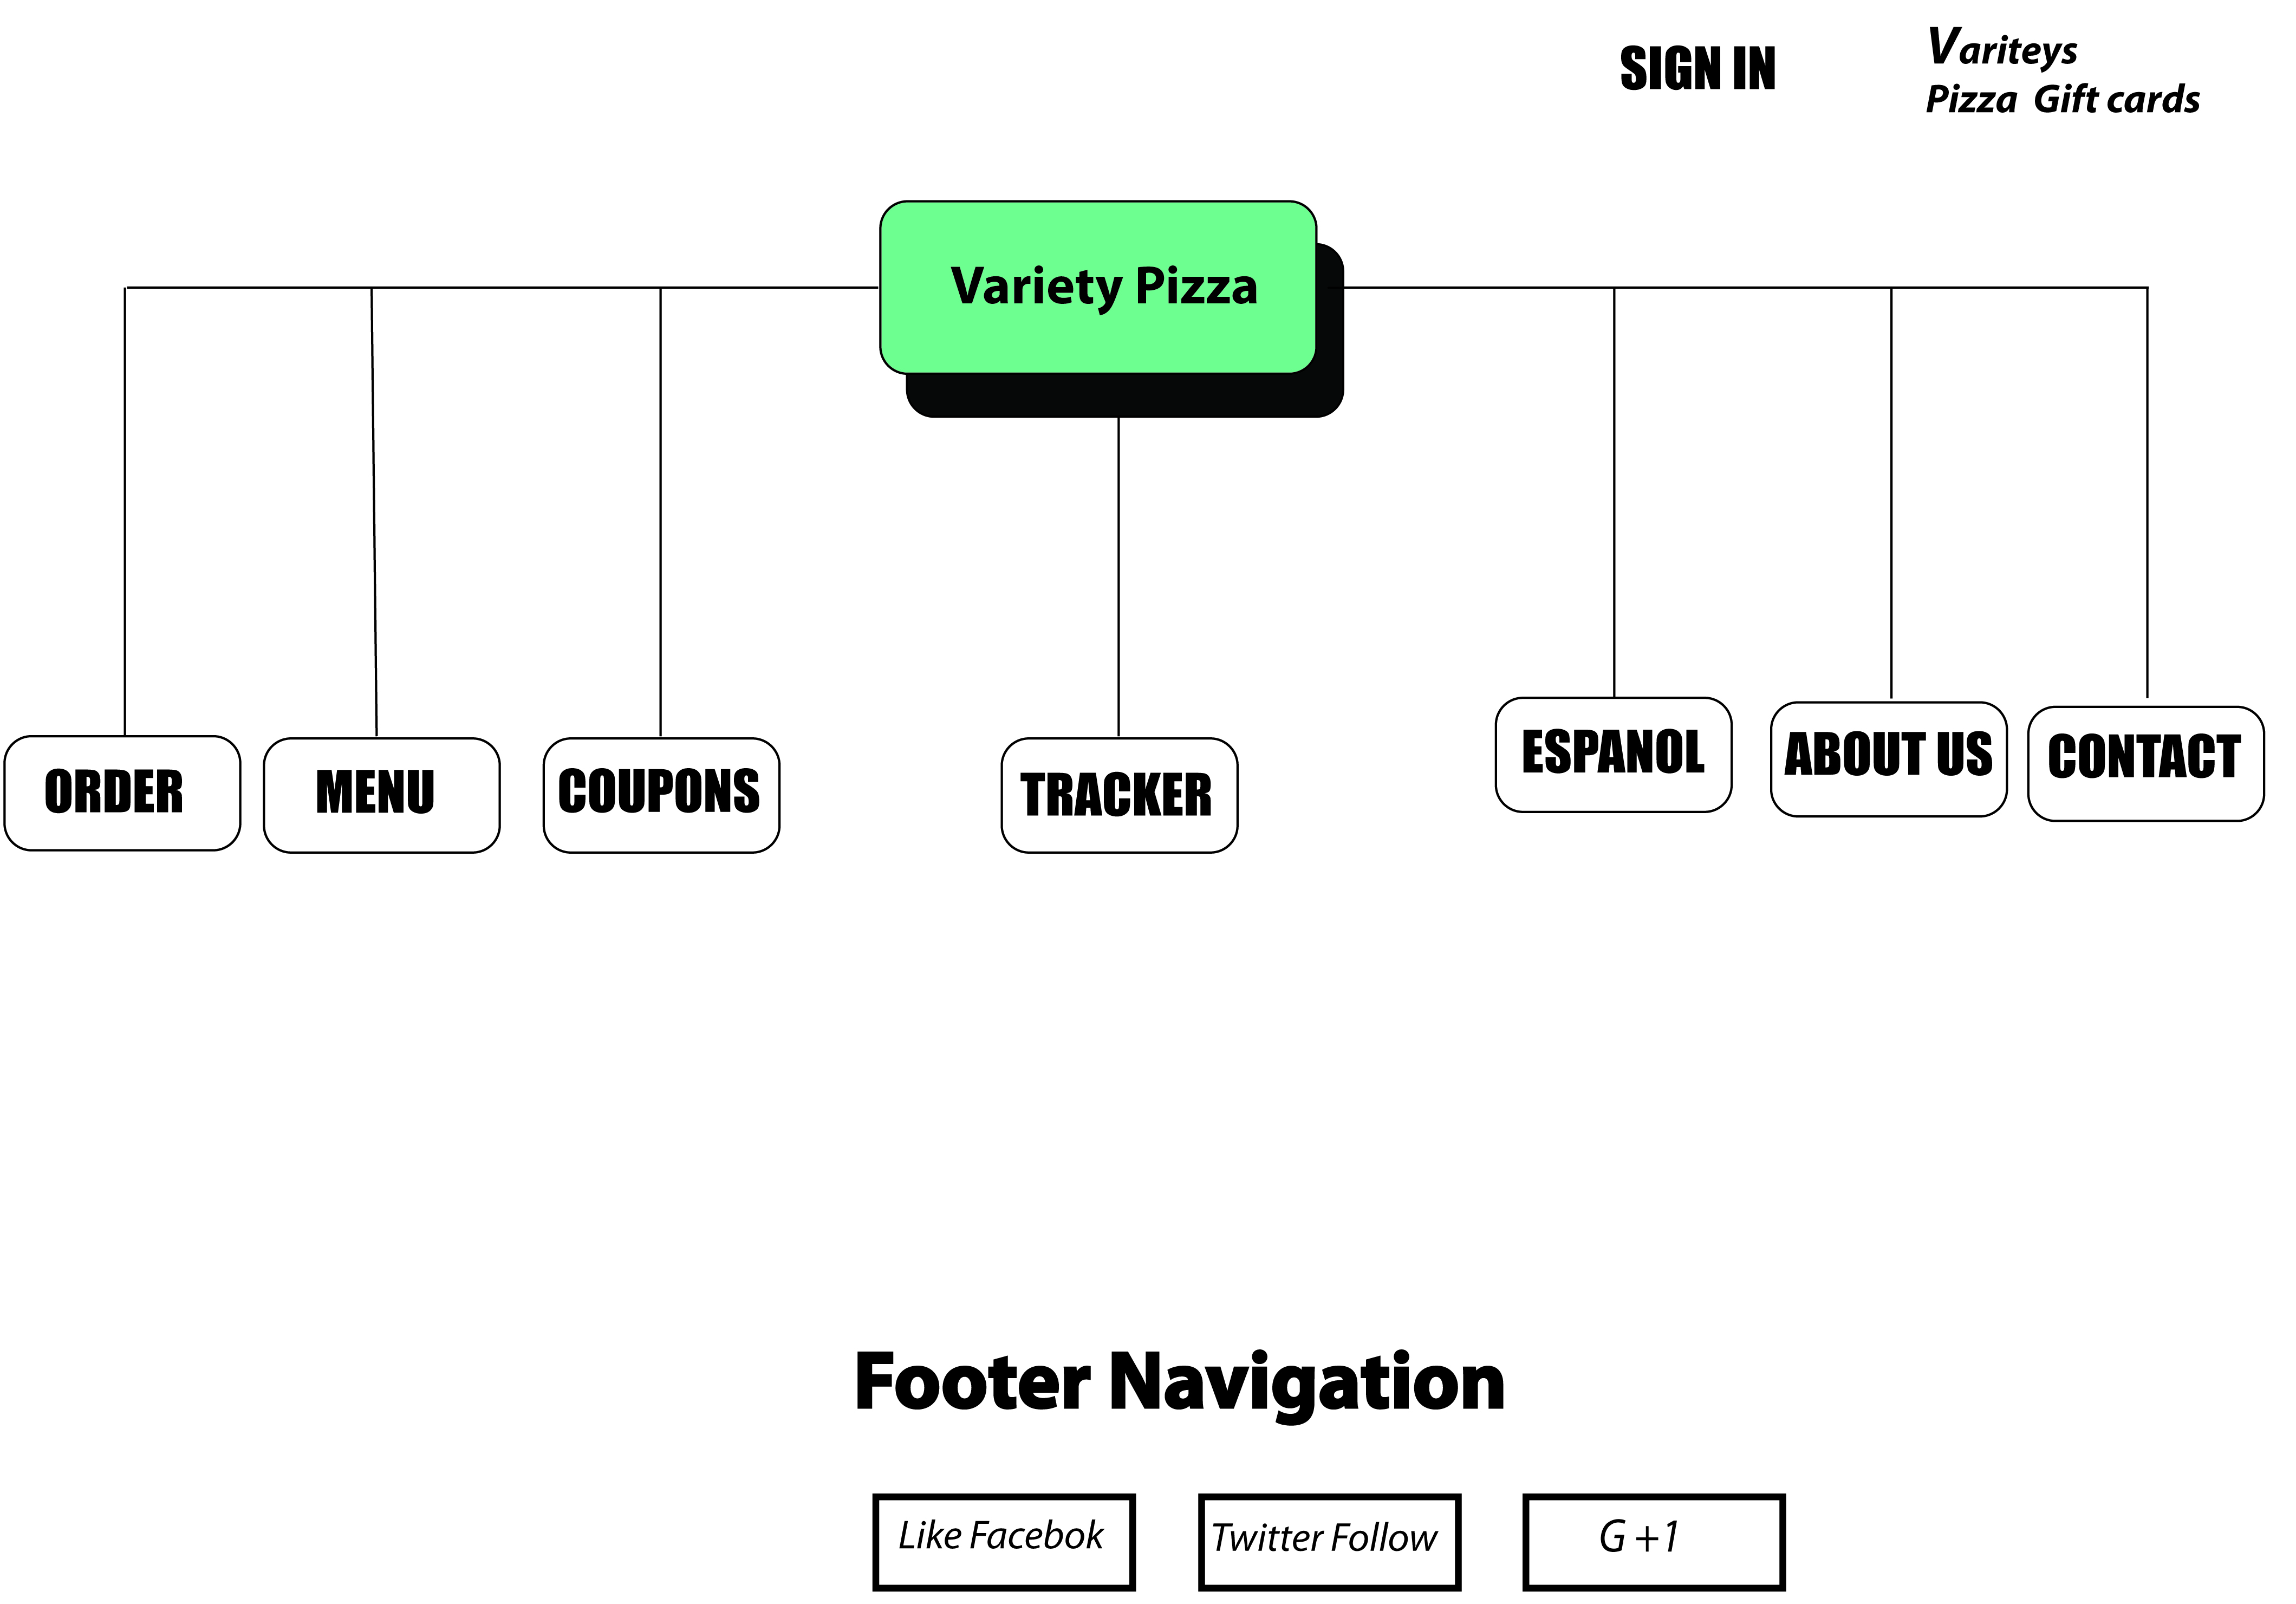 SIGN IN
Variteys
Pizza Gift cards
Variety Pizza
ORDER
MENU
COUPONS
TRACKER
ESPANOL
ABOUT US
CONTACT
Footer Navigation
Like Facebok
Twitter Follow
G +1